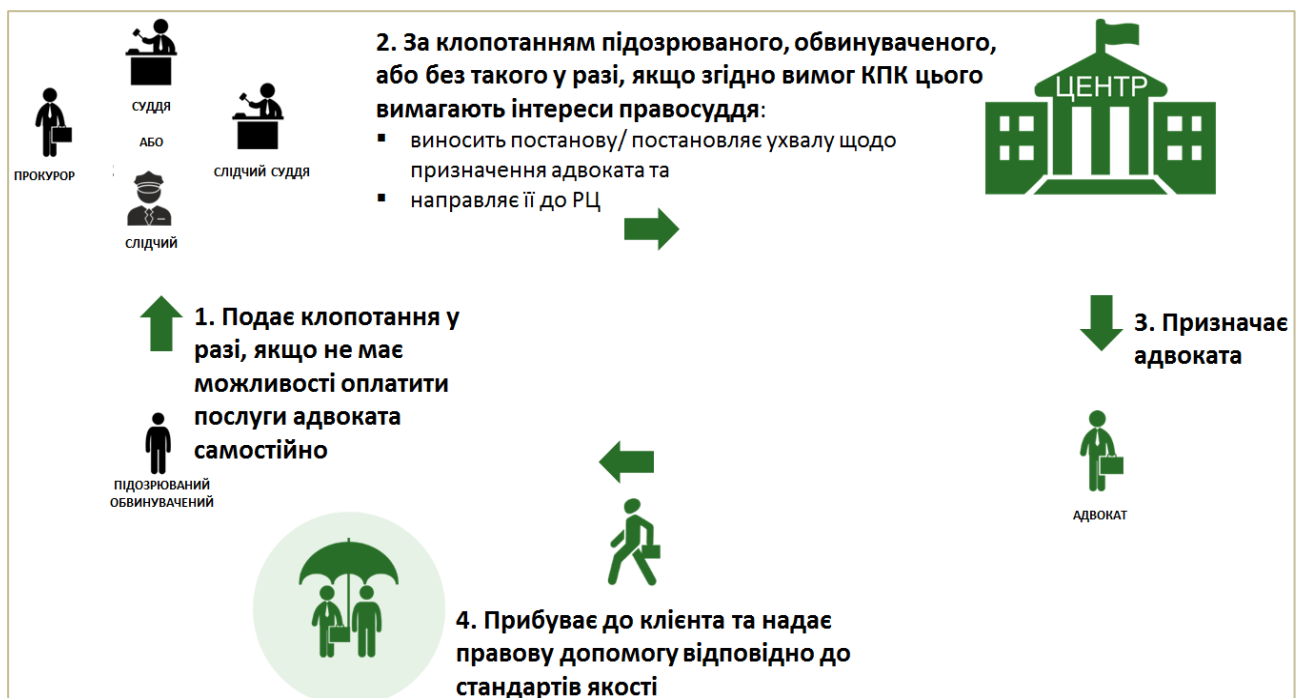 СУДДЯ
АБО
ПРОКУРОР
СЛІДЧИЙ СУДДЯ
СЛІДЧИЙ
2. За клопотанням підозрюваного, обвинуваченого,
або без такого у разі, якщо згідно вимог КПК цього
вимагають інтереси правосуддя:
▪ виносить постанову/ постановляє ухвалу щодо
призначення адвоката та
▪ направляє її до РЦ
ЦЕНТР
1. Подає клопотання у
разі, якщо не має
можливості оплатити
послуги адвоката
самостійно
ПІДОЗРЮВАНИЙ
ОБВИНУВАЧЕНИЙ
3. Призначає
адвоката
АДВОКАТ
4. Прибуває до клієнта та надає
правову допомогу відповідно до
стандартів якості